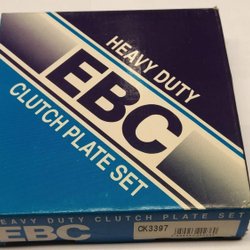 HEAVY DUTY
EBC
CLUTCH PLATE SET
HEAVY DUTY CLUTCH PLATE SET
EBC
CK3397